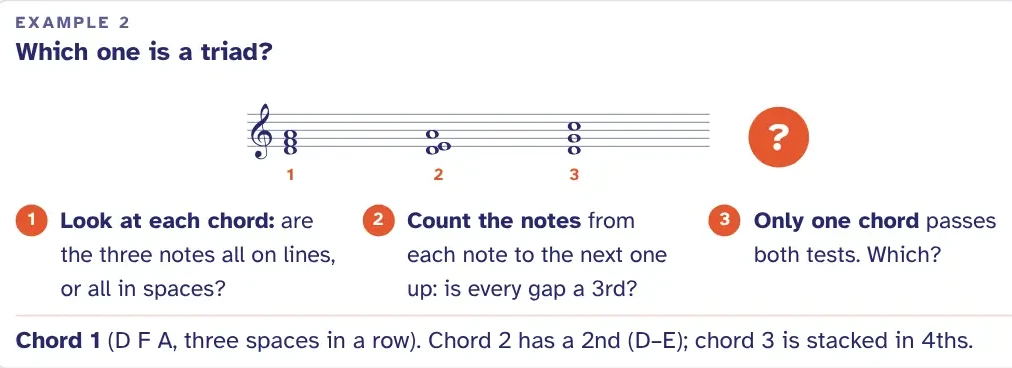 EXAMPLE 2
Which one is a triad?
?
1 2 3
1 Look at each chord: are
the three notes all on lines,
or all in spaces?
2 Count the notes from
each note to the next one
up: is every gap a 3rd?
3 Only one chord passes
both tests. Which?
Chord 1 (D F A, three spaces in a row). Chord 2 has a 2nd (D–E); chord 3 is stacked in 4ths.